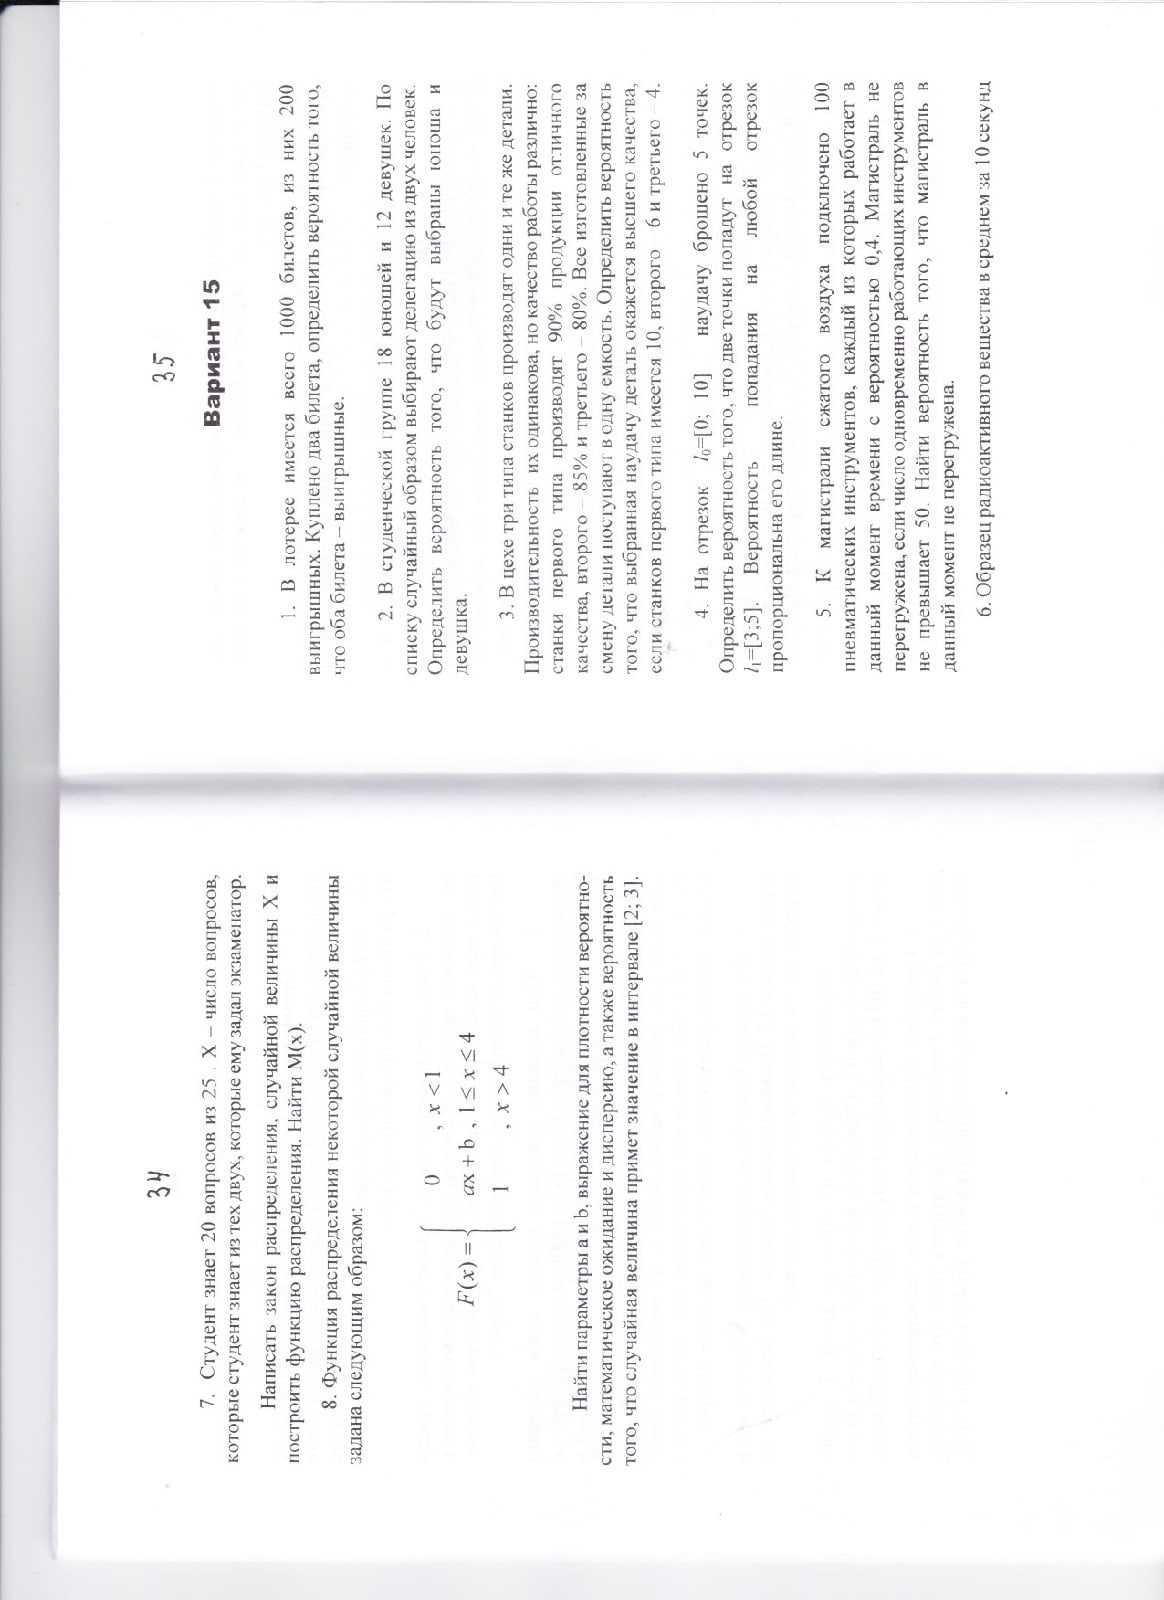 34
7. Студент знает 20 вопросов из 25 . Х – число вопросов,
которые студент знает из тех двух, которые ему задал экзаменатор.
Написать закон распределения, случайной величины Х и
построить функцию распределения. Найти М(х).
8. Функция распределения некоторой случайной величины
задана следующим образом:
0 , x < 1
F(x) = ax + b , 1 ≤ x ≤ 4
1 , x > 4
Найти параметры а и b, выражение для плотности вероятно-
сти, математическое ожидание и дисперсию, а также вероятность
того, что случайная величина примет значение в интервале [2; 3].
35
Вариант 15
1. В лотерее имеется всего 1000 билетов, из них 200
выигрышных. Куплено два билета, определить вероятность того,
что оба билета – выигрышные.
2. В студенческой группе 18 юношей и 12 девушек. По
списку случайный образом выбирают делегацию из двух человек.
Определить вероятность того, что будут выбраны юноша и
девушка.
3. В цехе три типа станков производят одни и те же детали.
Производительность их одинакова, но качество работы различно:
станки первого типа производят 90% продукции отличного
качества, второго – 85% и третьего – 80%. Все изготовленные за
смену детали поступают в одну емкость. Определить вероятность
того, что выбранная наудачу деталь окажется высшего качества,
если станков первого типа имеется 10, второго 6 и третьего – 4.
4. На отрезок l₀=[0; 10] наудачу брошено 5 точек.
Определить вероятность того, что две точки попадут на отрезок
l₁=[3;5]. Вероятность попадания на любой отрезок
пропорциональна его длине.
5. К магистрали сжатого воздуха подключено 100
пневматических инструментов, каждый из которых работает в
данный момент времени с вероятностью 0,4. Магистраль не
перегружена, если число одновременно работающих инструментов
не превышает 50. Найти вероятность того, что магистраль в
данный момент не перегружена.
6. Образец радиоактивного вещества в среднем за 10 секунд